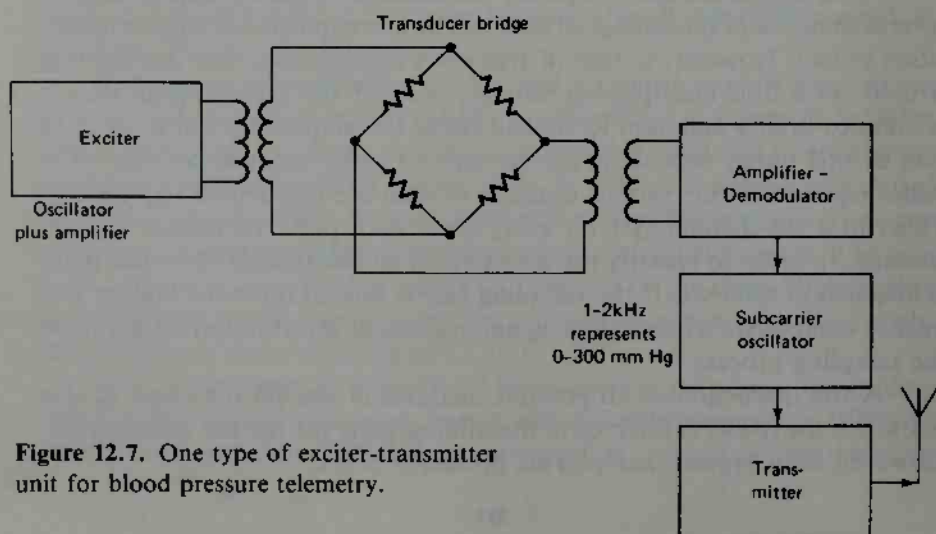 Transducer bridge
Exciter
Oscillator
plus amplifier
Amplifier –
Demodulator
1–2kHz
represents
0–300 mm Hg
Subcarrier
oscillator
Trans-
mitter
Figure 12.7. One type of exciter-transmitter
unit for blood pressure telemetry.